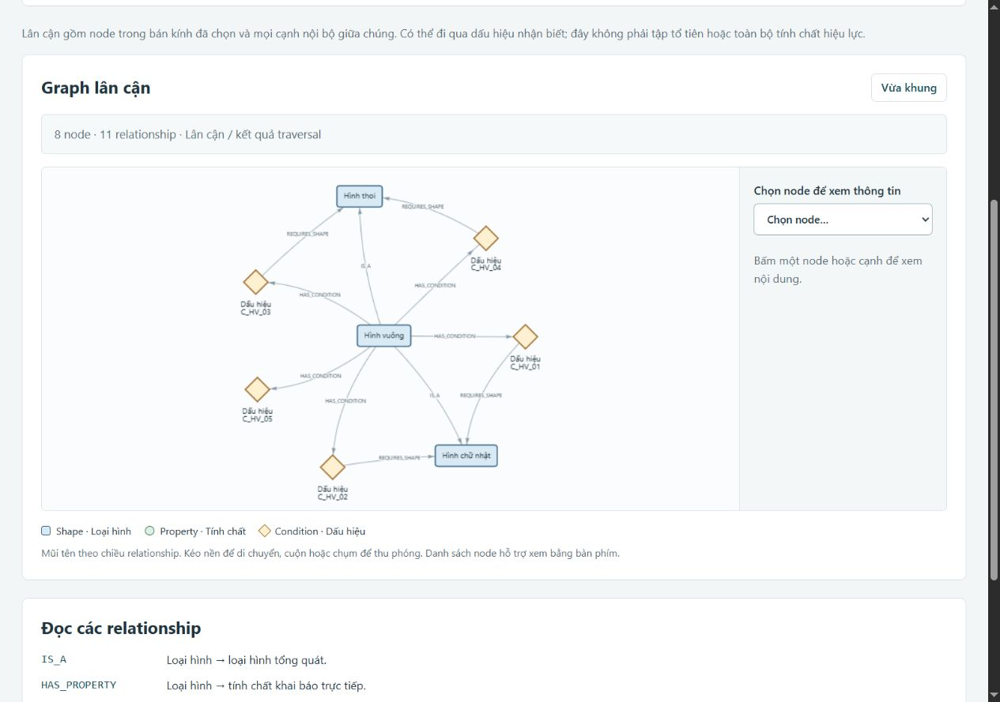 Lân cận gồm node trong bán kính đã chọn và mọi cạnh nội bộ giữa chúng. Có thể đi qua dấu hiệu nhận biết; đây không phải tập tổ tiên hoặc toàn bộ tính chất hiệu lực.
Graph lân cận
Vừa khung
8 node · 11 relationship · Lân cận / kết quả traversal
Chọn node để xem thông tin
Chọn node...
Bấm một node hoặc cạnh để xem
nội dung.
Hình thoi
REQUIRES_SHAPE
REQUIRES_SHAPE
Dấu hiệu
C_HV_04
IS_A
HAS_CONDITION
HAS_CONDITION
Dấu hiệu
C_HV_03
Hình vuông
HAS_CONDITION
Dấu hiệu
C_HV_01
HAS_CONDITION
Dấu hiệu
C_HV_05
HAS_CONDITION
IS_A
REQUIRES_SHAPE
REQUIRES_SHAPE
Hình chữ nhật
Dấu hiệu
C_HV_02
Shape · Loại hình
Property · Tính chất
Condition · Dấu hiệu
Mũi tên theo chiều relationship. Kéo nền để di chuyển, cuộn hoặc chụm để thu phóng. Danh sách node hỗ trợ xem bằng bàn phím.
Đọc các relationship
IS_A
Loại hình → loại hình tổng quát.
HAS_PROPERTY
Loại hình → tính chất khai báo trực tiếp.